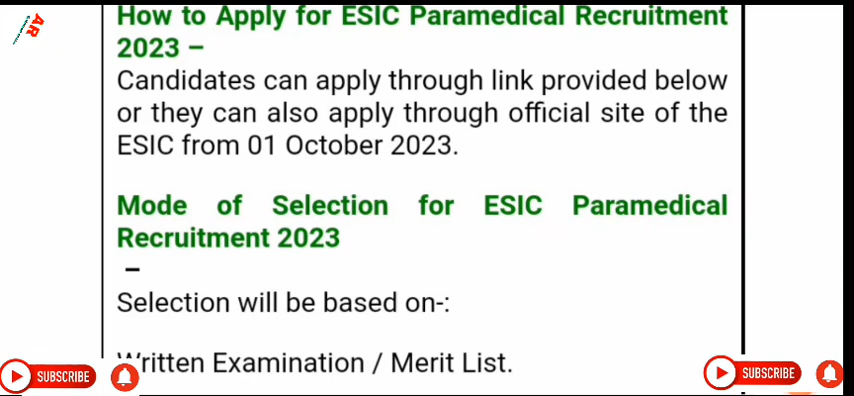 AR
How to Apply for ESIC Paramedical Recruitment
2023 –
Candidates can apply through link provided below
or they can also apply through official site of the
ESIC from 01 October 2023.
Mode of Selection for ESIC Paramedical
Recruitment 2023
–
Selection will be based on-:
Written Examination / Merit List.
SUBSCRIBE
SUBSCRIBE